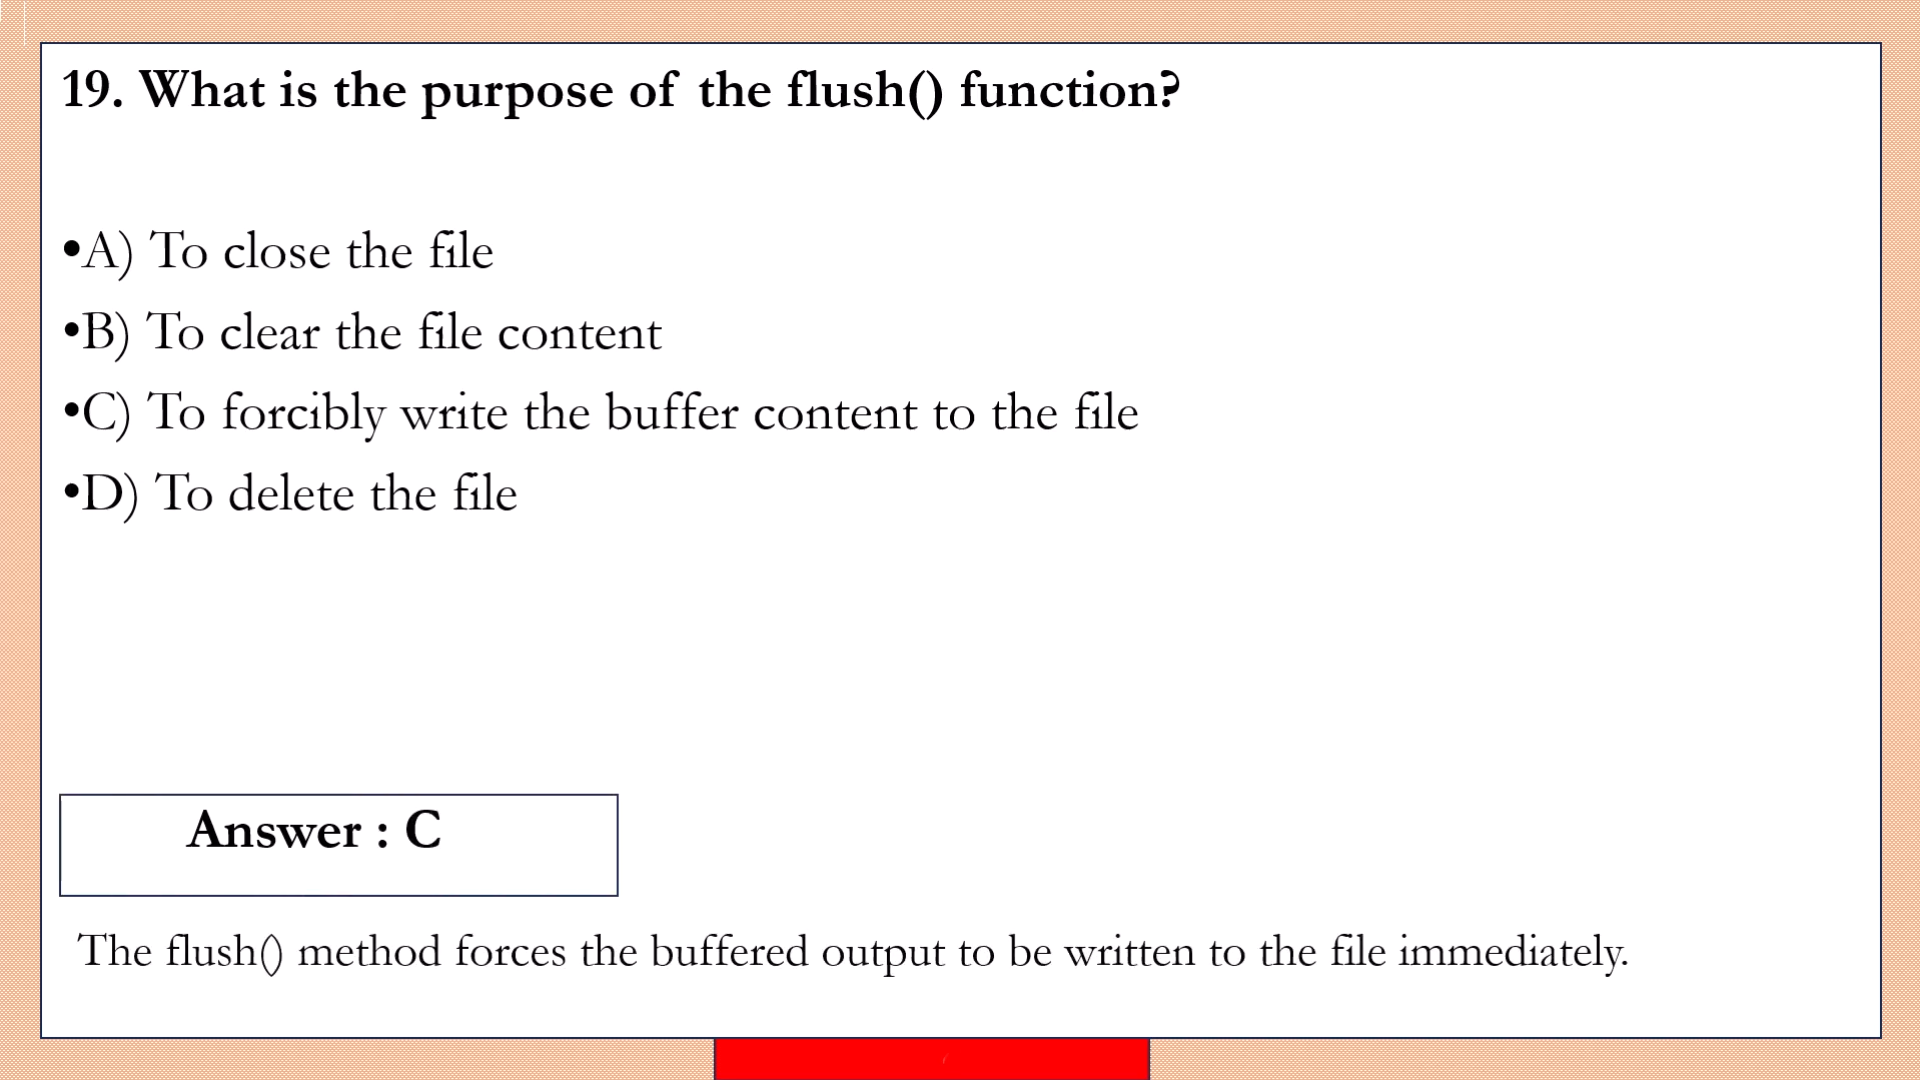 19. What is the purpose of the flush() function?
•A) To close the file
•B) To clear the file content
•C) To forcibly write the buffer content to the file
•D) To delete the file
Answer : C
The flush() method forces the buffered output to be written to the file immediately.